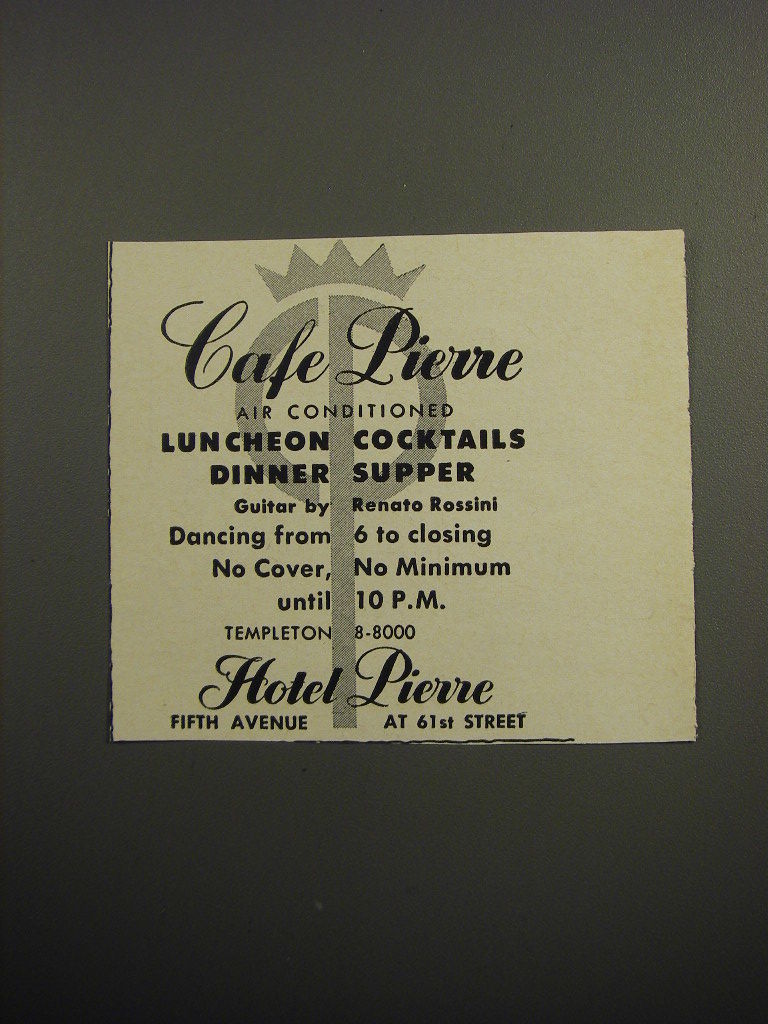 Cafe Pierre
AIR CONDITIONED
LUNCHEON COCKTAILS
DINNER SUPPER
Guitar by Renato Rossini
Dancing from 6 to closing
No Cover, No Minimum
until 10 P.M.
TEMPLETON 8-8000
Hotel Pierre
FIFTH AVENUE AT 61st STREET